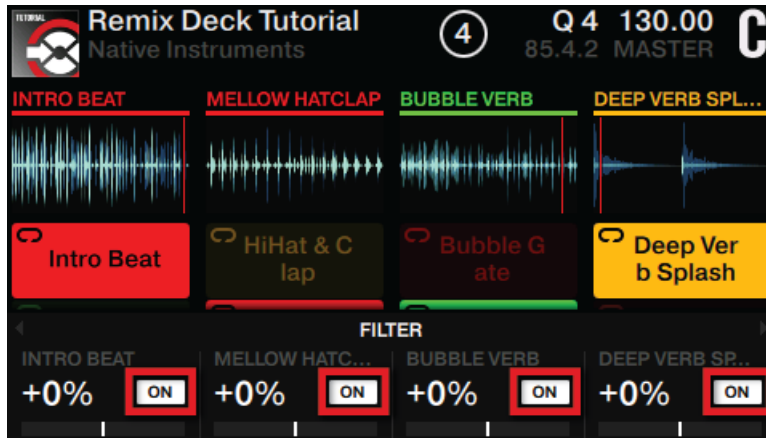 TUTORIAL
Remix Deck Tutorial
Native Instruments
4
Q 4 130.00
85.4.2 MASTER
C
INTRO BEAT
MELLOW HATCLAP
BUBBLE VERB
DEEP VERB SPL...
Intro Beat
HiHat & C
lap
Bubble G
ate
Deep Ver
b Splash
FILTER
INTRO BEAT
MELLOW HATC...
BUBBLE VERB
DEEP VERB SP...
+0% ON
+0% ON
+0% ON
+0% ON